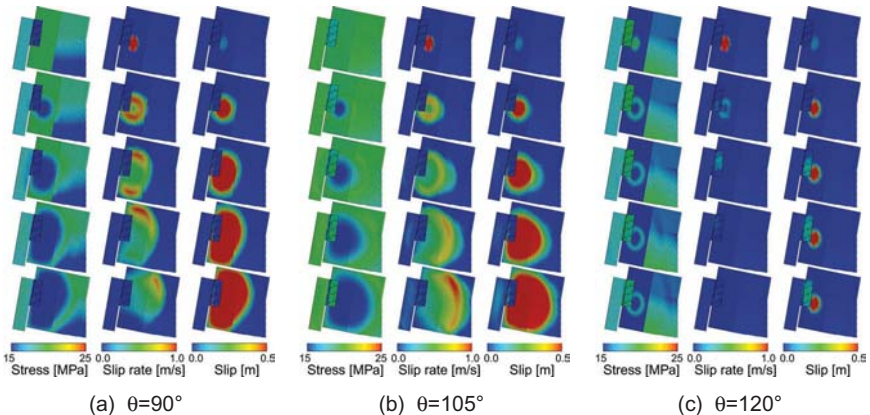 15 25 0.0 1.0 0.0 0.5
Stress [MPa] Slip rate [m/s] Slip [m]
15 25 0.0 1.0 0.0 0.5
Stress [MPa] Slip rate [m/s] Slip [m]
15 25 0.0 1.0 0.0 0.5
Stress [MPa] Slip rate [m/s] Slip [m]
(a) θ=90°
(b) θ=105°
(c) θ=120°